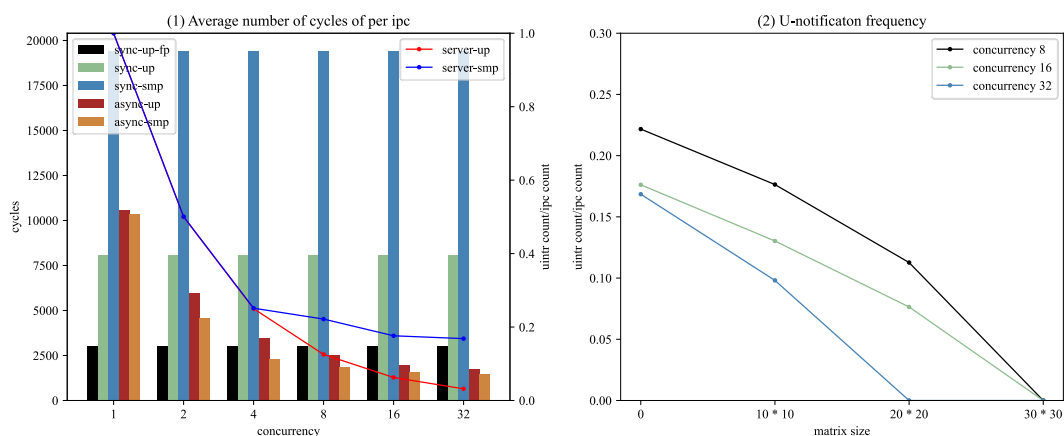 (1) Average number of cycles of per ipc
20000
17500
15000
12500
10000
7500
5000
2500
0
cycles
sync-up-fp
sync-up
sync-smp
async-up
async-smp
server-up
server-smp
1.0
0.8
0.6
0.4
0.2
0.0
uintr count/ipc count
1 2 4 8 16 32
concurrency
(2) U-notificaton frequency
0.30
0.25
0.20
0.15
0.10
0.05
0.00
uintr count/ipc count
concurrency 8
concurrency 16
concurrency 32
0 10 * 10 20 * 20 30 * 30
matrix size